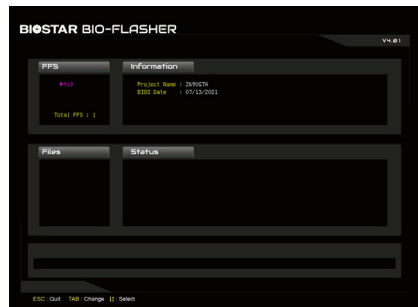 BIOSTAR BIO-FLASHER
V4.01
FFS
Information
▶fs0
Project Name : Z690GTA
BIOS Date : 07/13/2021
Total FFS : 1
Files
Status
ESC : Quit TAB : Change ↕ : Select